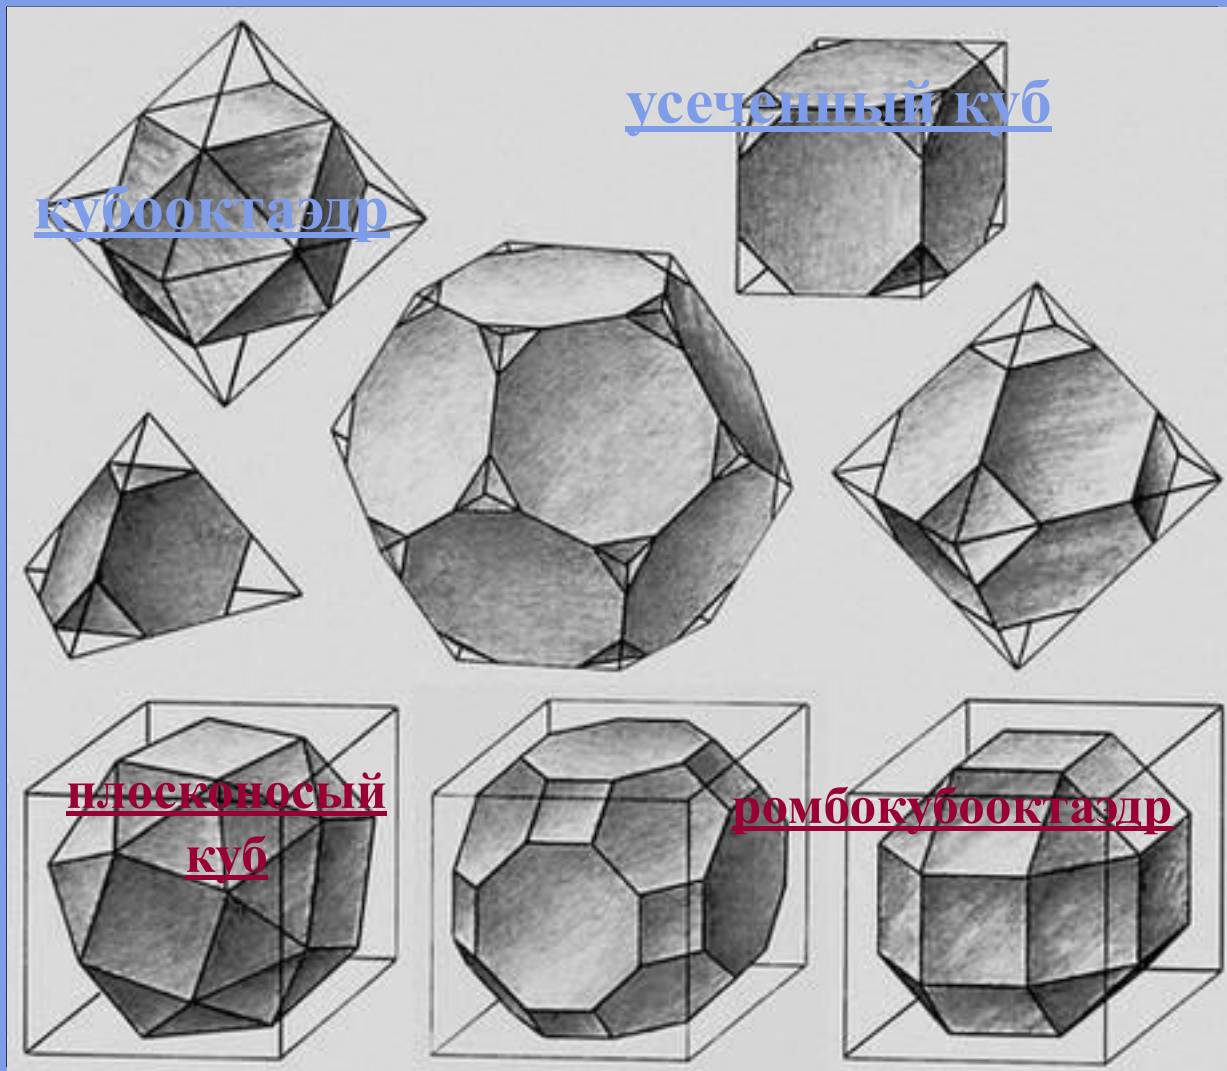 усеченный куб
кубооктаэдр
плосконосый
куб
ромбокубооктаэдр